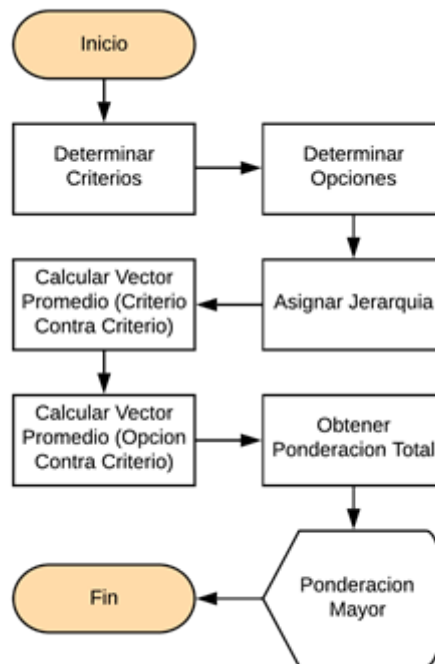 Inicio
Determinar
Criterios
Determinar
Opciones
Asignar Jerarquia
Calcular Vector
Promedio (Criterio
Contra Criterio)
Calcular Vector
Promedio (Opcion
Contra Criterio)
Obtener
Ponderacion Total
Ponderacion
Mayor
Fin